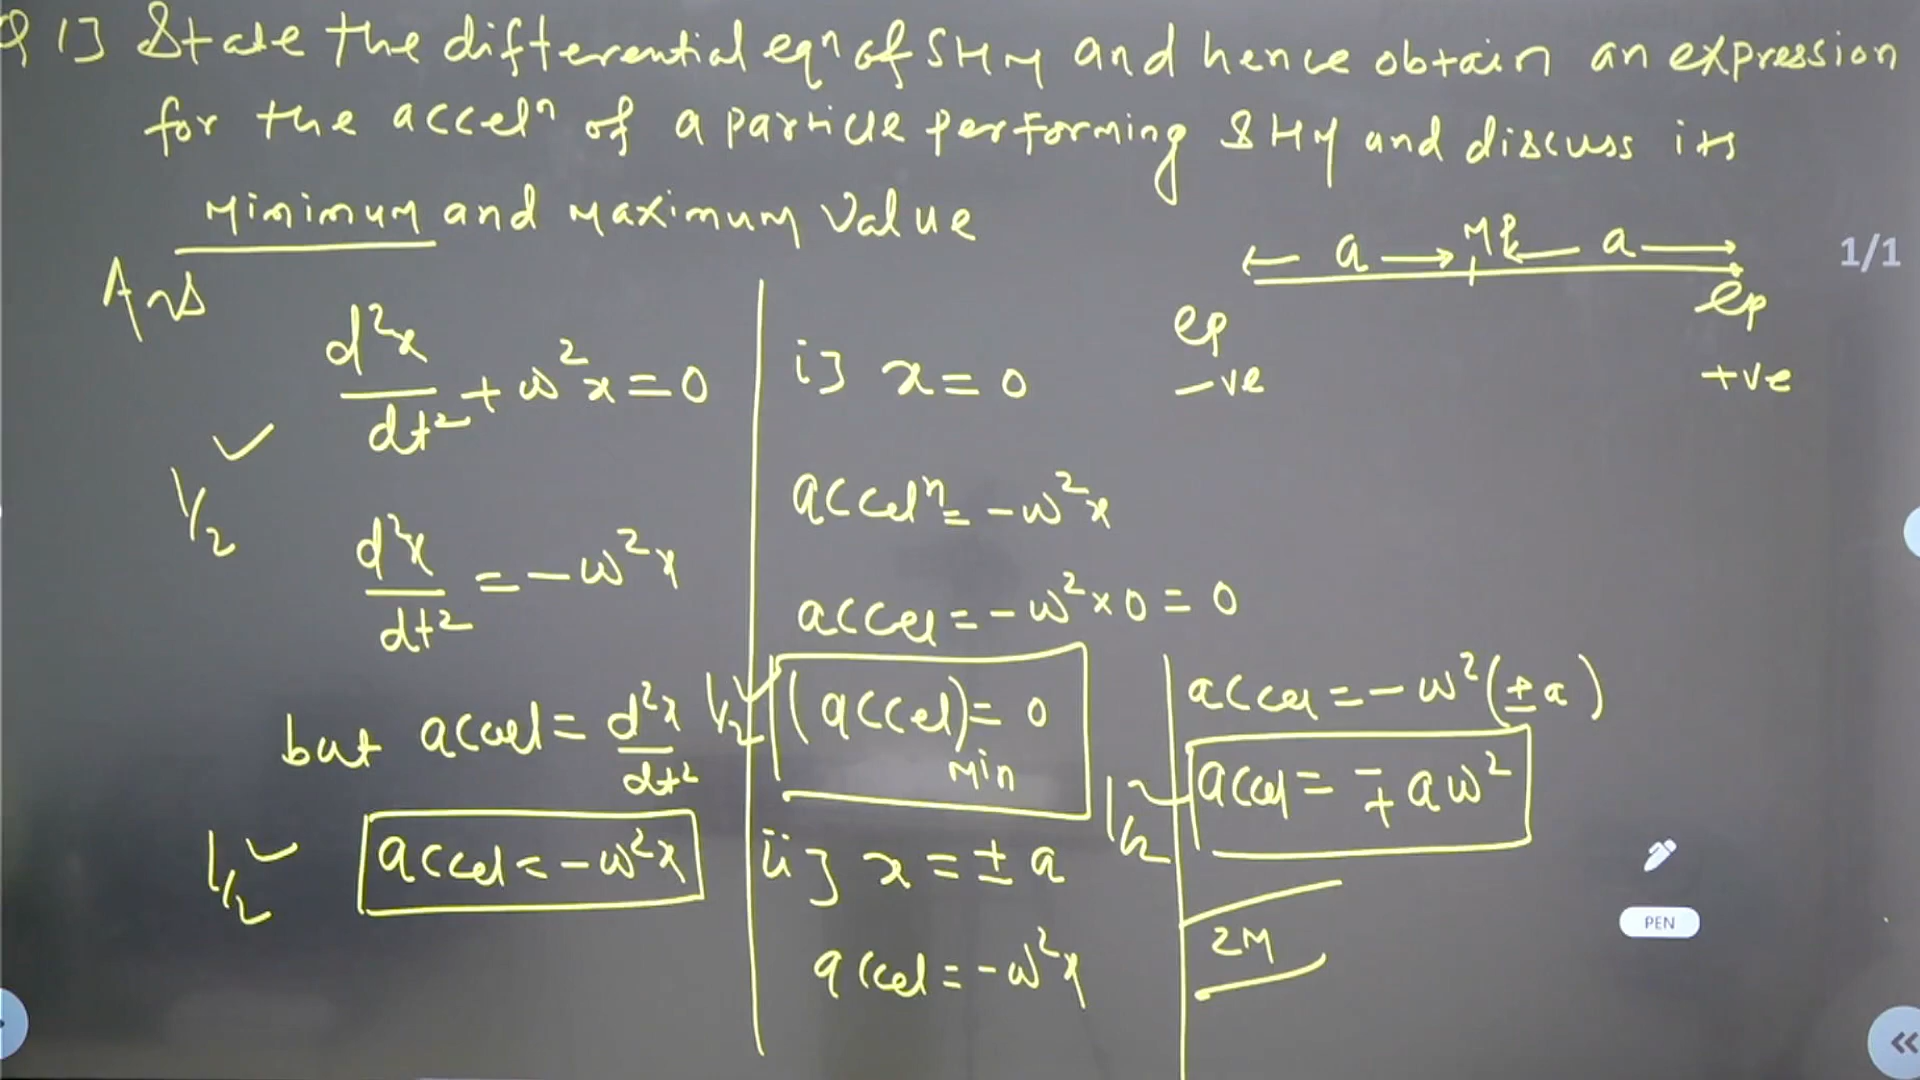 Q 1] State the differential eqn of SHM and hence obtain an expression
for the acceln of a particle performing SHM and discuss its
minimum and maximum value
← a → MP ← a →
ep
-ve
ep
+ve
1/1
Ans
d²x/dt² + ω²x = 0
✓
1/2
d²x/dt² = -ω²x
but accel = d²x/dt²
1/2 ✓
accel = -ω²x
i] x = 0
acceln = -ω²x
accel = -ω² × 0 = 0
1/2 ✓
(accel)min = 0
ii] x = ± a
accel = -ω²x
accel = -ω²(±a)
1/2 ✓
accel = ∓ aω²
2M
PEN